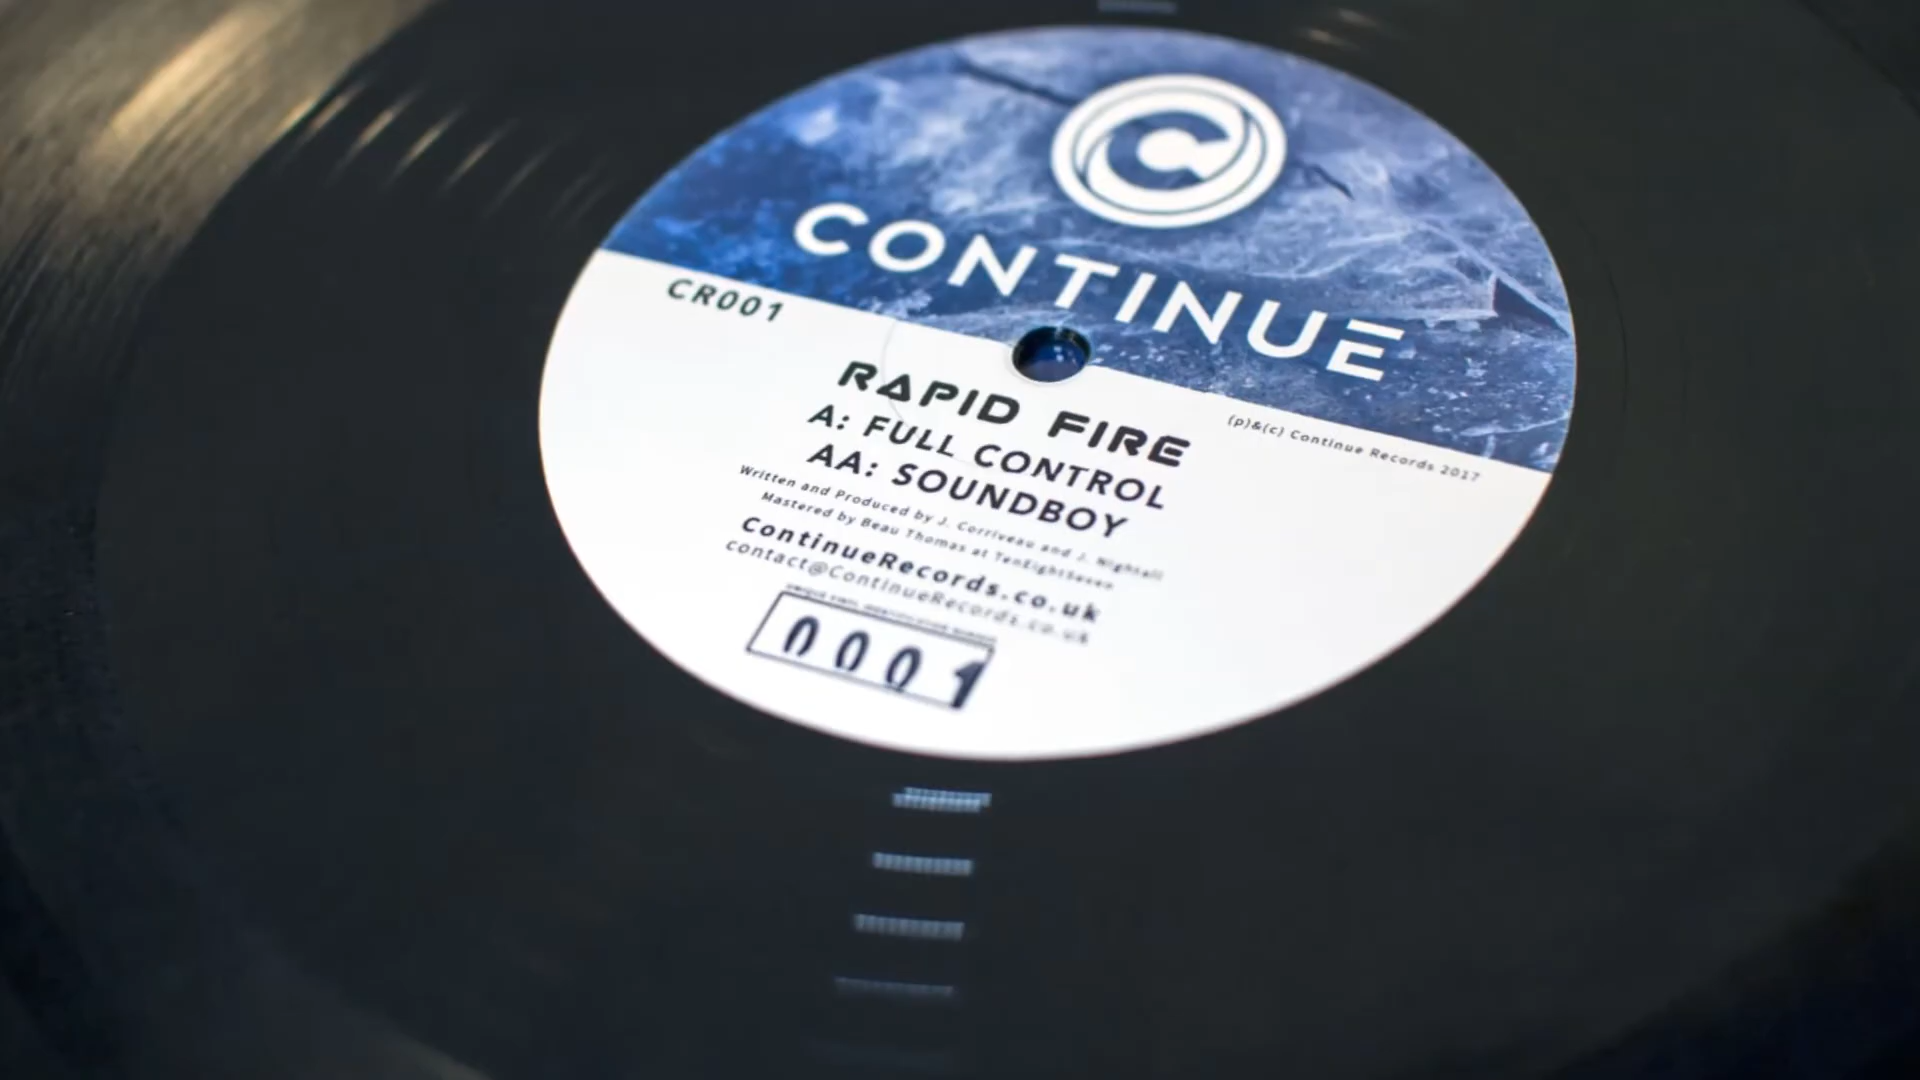 C
CONTINUE
CR001
(p)&(c) Continue Records 2017
RAPID FIRE
A: FULL CONTROL
AA: SOUNDBOY
Written and Produced by J. Corriveau and J. Nightall
Mastered by Beau Thomas at TenEightSeven
ContinueRecords.co.uk
contact@ContinueRecords.co.uk
0001